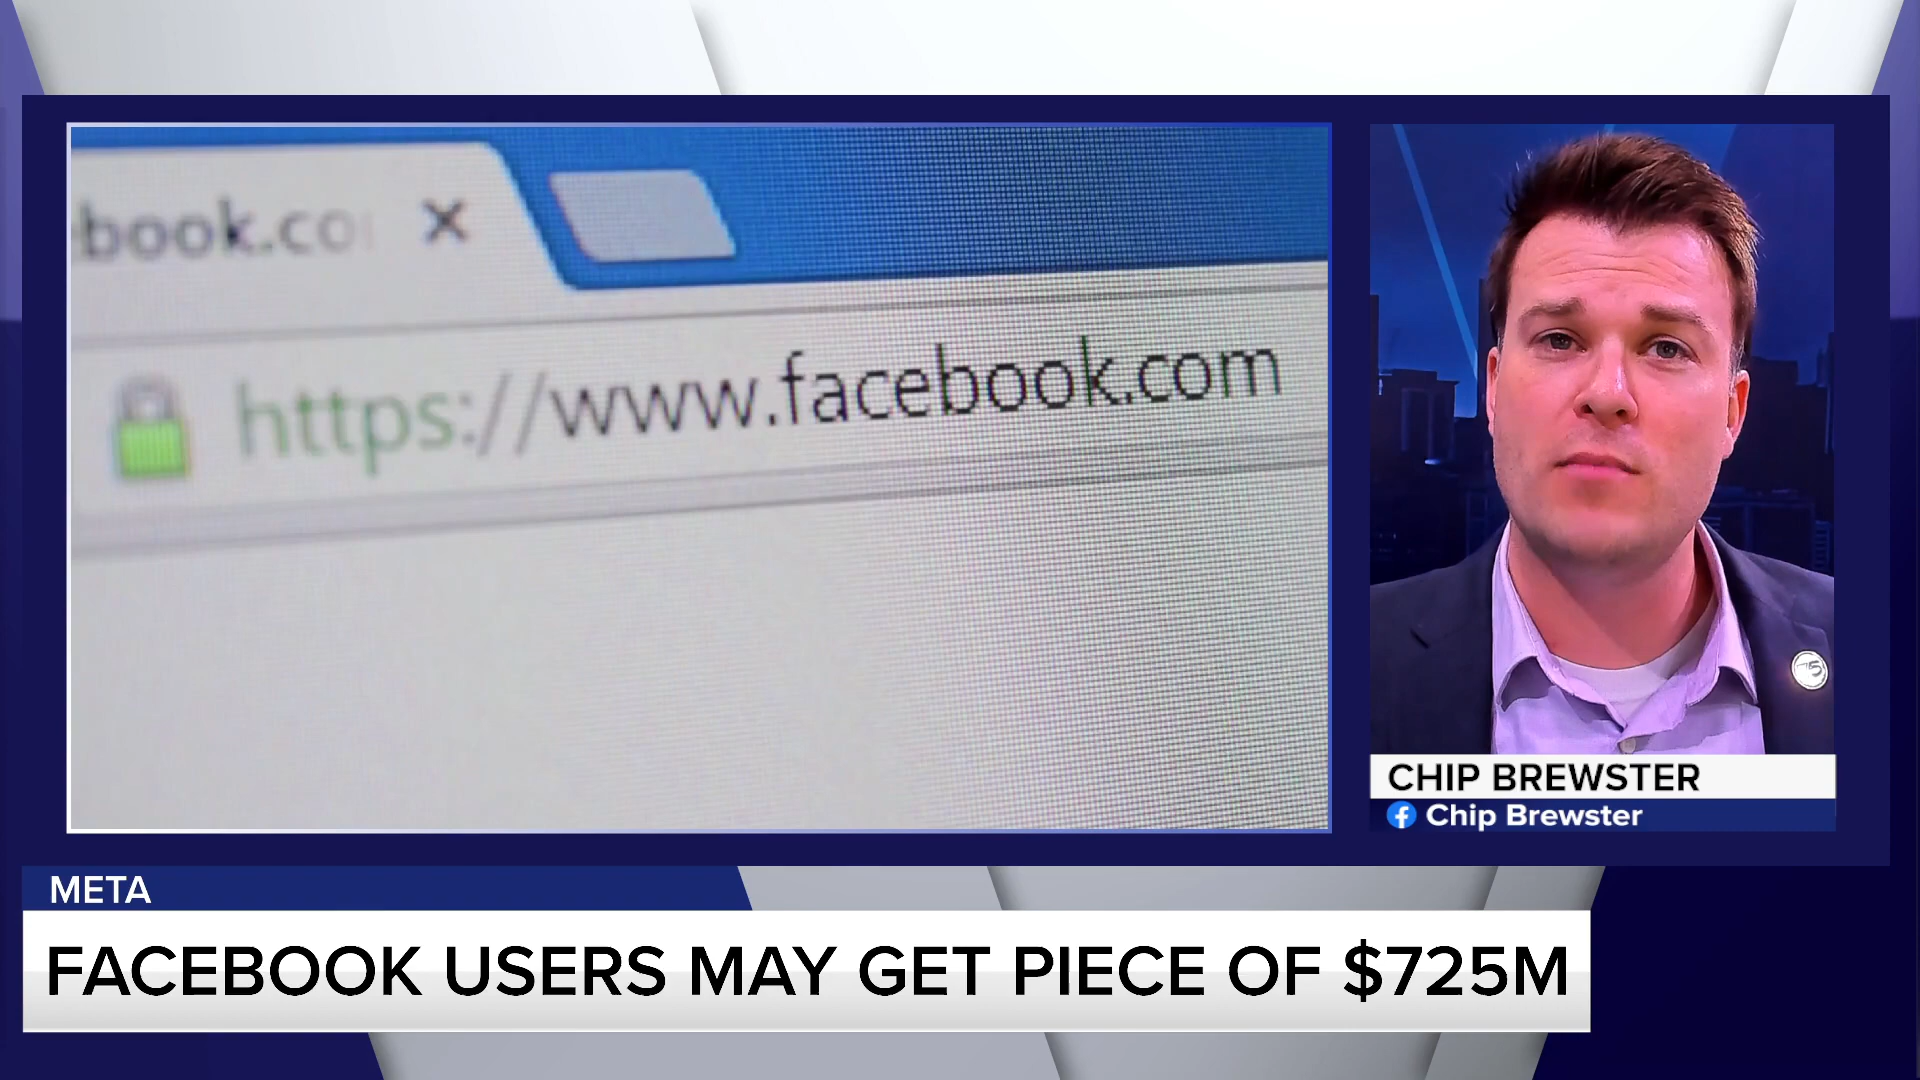 book.co
https://www.facebook.com
CHIP BREWSTER
Chip Brewster
META
FACEBOOK USERS MAY GET PIECE OF $725M